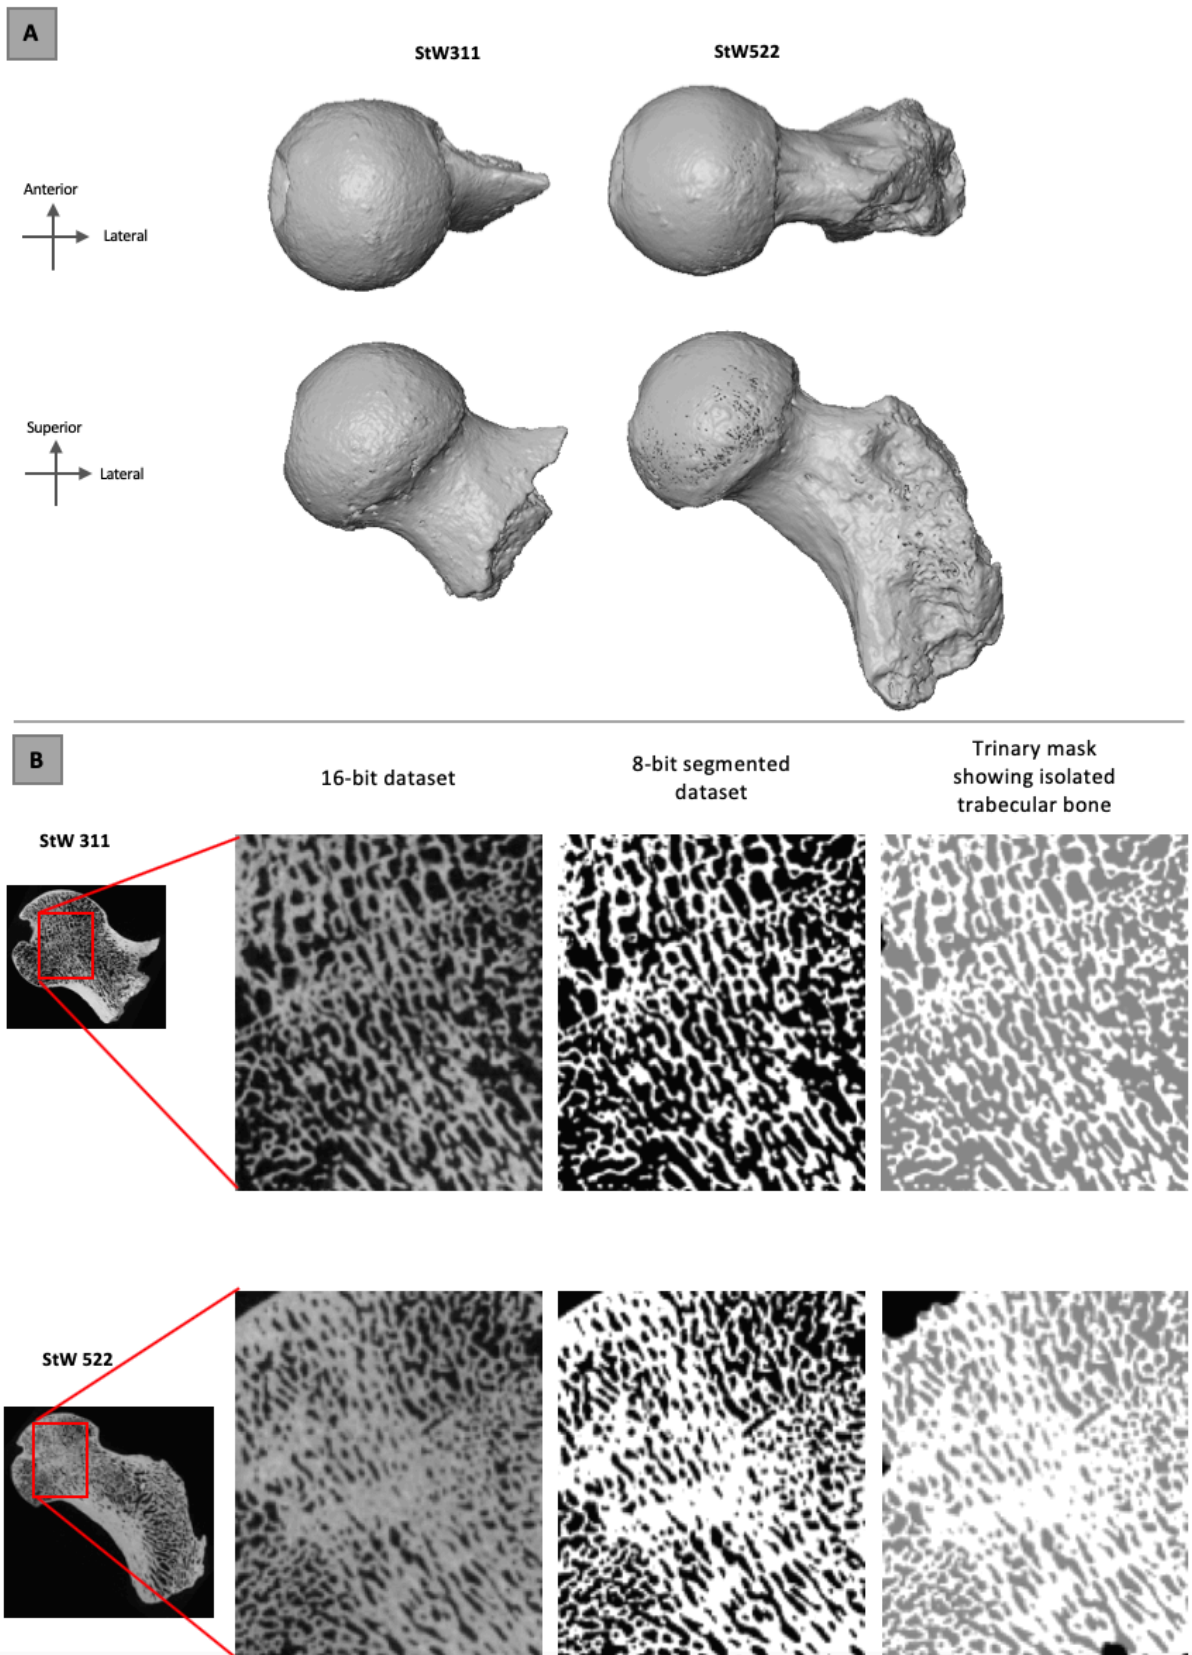 A
StW311
StW522
Anterior
Lateral
Superior
Lateral
B
16-bit dataset
8-bit segmented
dataset
Trinary mask
showing isolated
trabecular bone
StW 311
StW 522